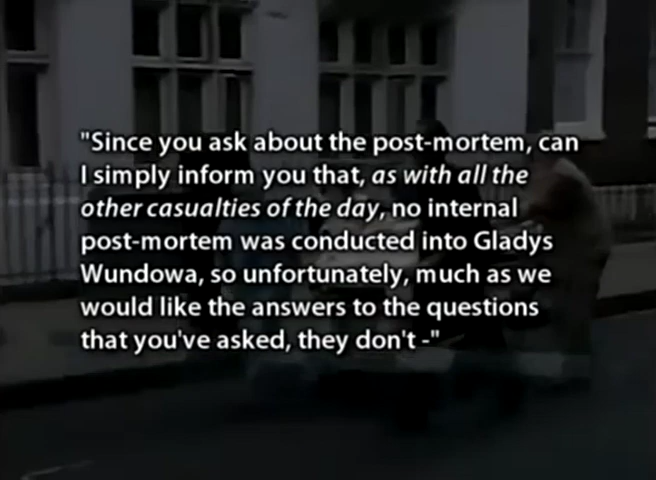 "Since you ask about the post-mortem, can
I simply inform you that, as with all the
other casualties of the day, no internal
post-mortem was conducted into Gladys
Wundowa, so unfortunately, much as we
would like the answers to the questions
that you've asked, they don't -"